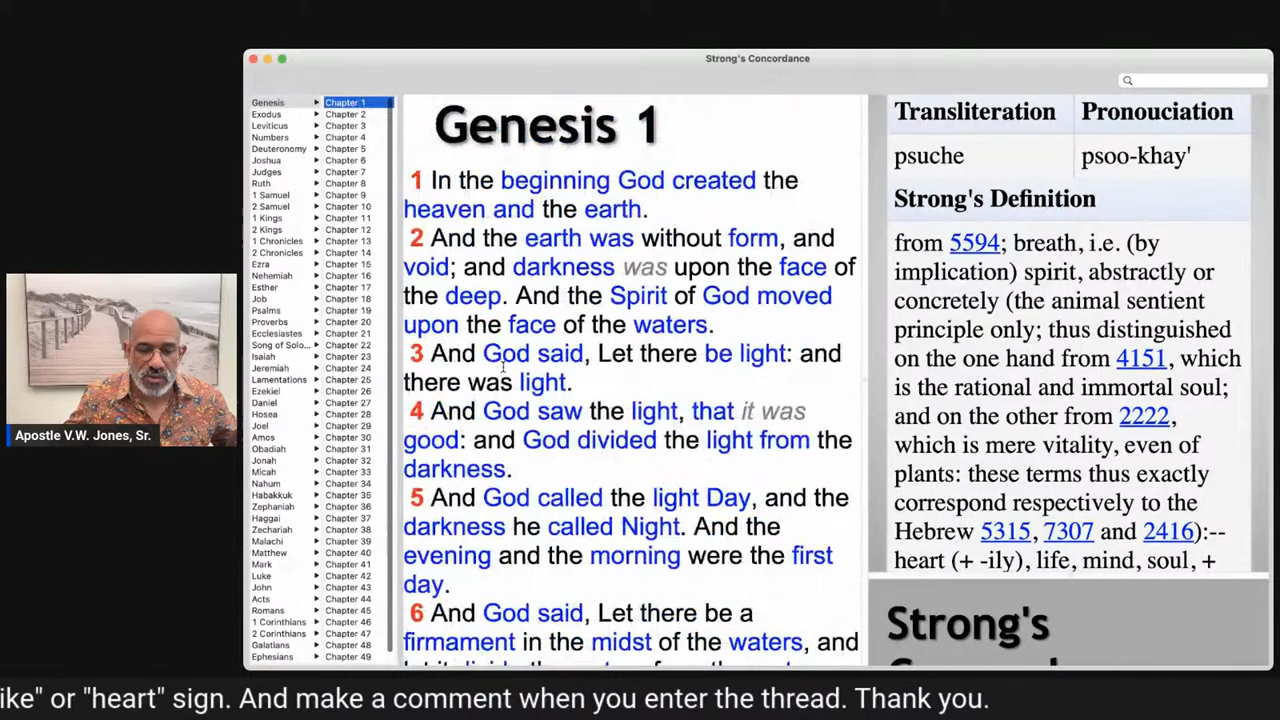 Strong's Concordance
Genesis
Exodus
Leviticus
Numbers
Deuteronomy
Joshua
Judges
Ruth
1 Samuel
2 Samuel
1 Kings
2 Kings
1 Chronicles
2 Chronicles
Ezra
Nehemiah
Esther
Job
Psalms
Proverbs
Ecclesiastes
Song of Solo...
Isaiah
Jeremiah
Lamentations
Ezekiel
Daniel
Hosea
Joel
Amos
Obadiah
Jonah
Micah
Nahum
Habakkuk
Zephaniah
Haggai
Zechariah
Malachi
Matthew
Mark
Luke
John
Acts
Romans
1 Corinthians
2 Corinthians
Galatians
Ephesians
Chapter 1
Chapter 2
Chapter 3
Chapter 4
Chapter 5
Chapter 6
Chapter 7
Chapter 8
Chapter 9
Chapter 10
Chapter 11
Chapter 12
Chapter 13
Chapter 14
Chapter 15
Chapter 16
Chapter 17
Chapter 18
Chapter 19
Chapter 20
Chapter 21
Chapter 22
Chapter 23
Chapter 24
Chapter 25
Chapter 26
Chapter 27
Chapter 28
Chapter 29
Chapter 30
Chapter 31
Chapter 32
Chapter 33
Chapter 34
Chapter 35
Chapter 36
Chapter 37
Chapter 38
Chapter 39
Chapter 40
Chapter 41
Chapter 42
Chapter 43
Chapter 44
Chapter 45
Chapter 46
Chapter 47
Chapter 48
Chapter 49
Genesis 1
1 In the beginning God created the
heaven and the earth.
2 And the earth was without form, and
void; and darkness was upon the face of
the deep. And the Spirit of God moved
upon the face of the waters.
3 And God said, Let there be light: and
there was light.
4 And God saw the light, that it was
good: and God divided the light from the
darkness.
5 And God called the light Day, and the
darkness he called Night. And the
evening and the morning were the first
day.
6 And God said, Let there be a
firmament in the midst of the waters, and
Transliteration Pronouciation
psuche psoo-khay'
Strong's Definition
from 5594; breath, i.e. (by
implication) spirit, abstractly or
concretely (the animal sentient
principle only; thus distinguished
on the one hand from 4151, which
is the rational and immortal soul;
and on the other from 2222,
which is mere vitality, even of
plants: these terms thus exactly
correspond respectively to the
Hebrew 5315, 7307 and 2416):--
heart (+ -ily), life, mind, soul, +
Strong's
Apostle V.W. Jones, Sr.
ike" or "heart" sign. And make a comment when you enter the thread. Thank you.